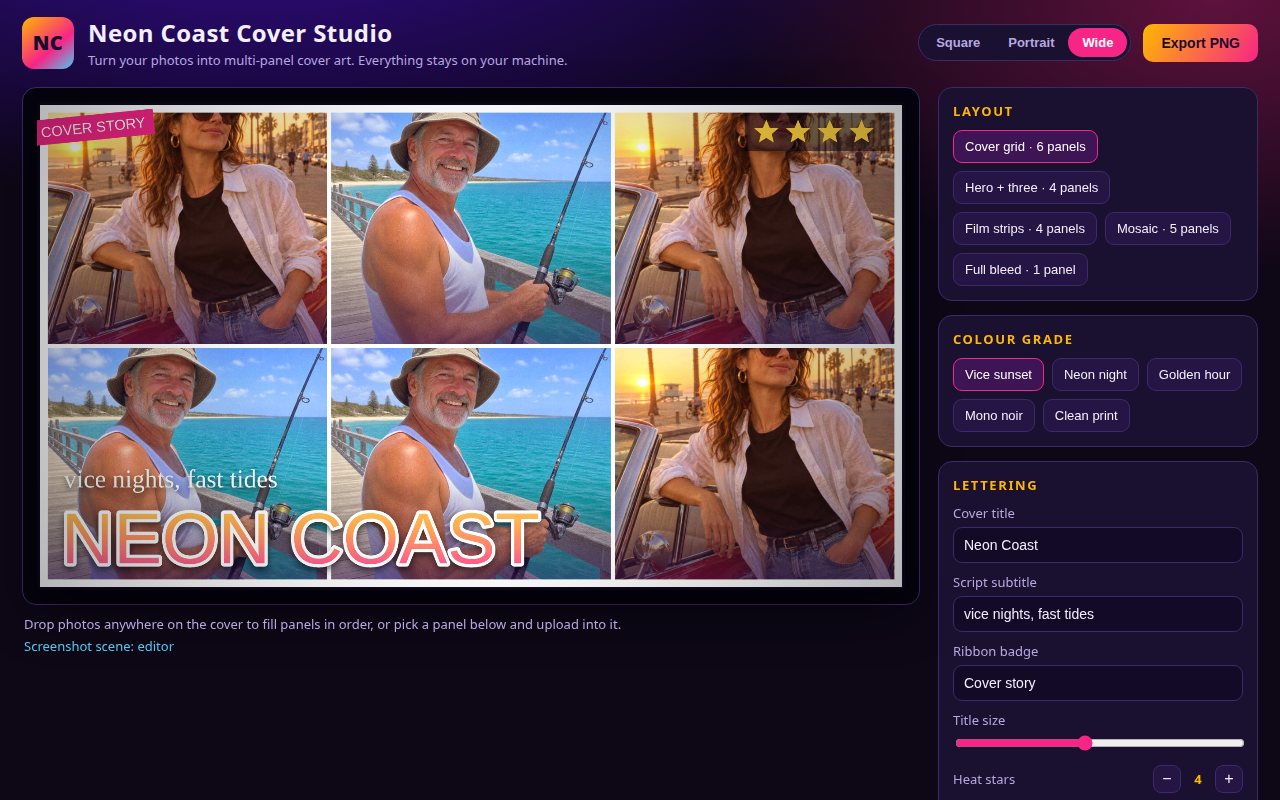 NC
Neon Coast Cover Studio
Turn your photos into multi-panel cover art. Everything stays on your machine.
Square
Portrait
Wide
Export PNG
COVER STORY
vice nights, fast tides
NEON COAST
Drop photos anywhere on the cover to fill panels in order, or pick a panel below and upload into it.
Screenshot scene: editor
LAYOUT
Cover grid · 6 panels
Hero + three · 4 panels
Film strips · 4 panels
Mosaic · 5 panels
Full bleed · 1 panel
COLOUR GRADE
Vice sunset
Neon night
Golden hour
Mono noir
Clean print
LETTERING
Cover title
Neon Coast
Script subtitle
vice nights, fast tides
Ribbon badge
Cover story
Title size
Heat stars
− 4 +